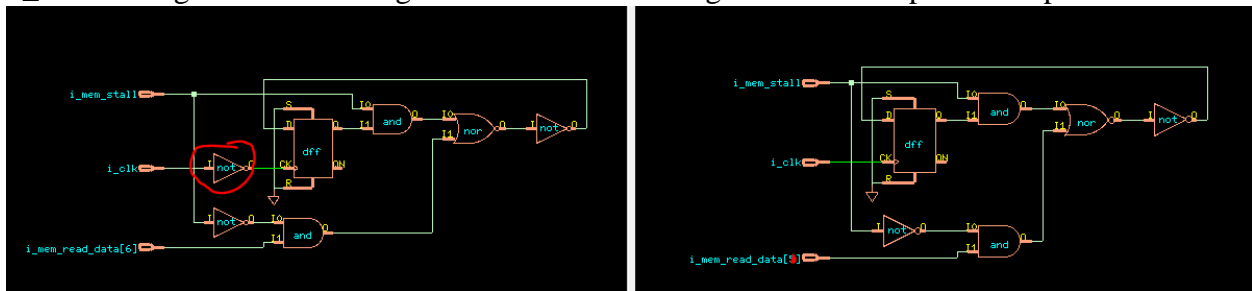 i_mem_stall
S
I0
O
I0
D
Q
I1
and
O
I
not
O
dff
I1
nor
i_clk
I
not
O
CK
QN
R
I
not
O
I0
O
I1
and
i_mem_read_data[6]
i_mem_stall
S
I0
O
I0
D
Q
I1
and
O
I
not
O
dff
I1
nor
i_clk
CK
QN
R
I
not
O
I0
O
I1
and